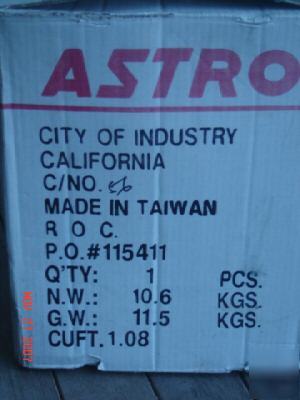 ASTRO
CITY OF INDUSTRY
CALIFORNIA
C/NO. 56
MADE IN TAIWAN
R O C.
P.O.#115411
Q'TY: 1 PCS.
N.W.: 10.6 KGS.
G.W.: 11.5 KGS.
CUFT.1.08